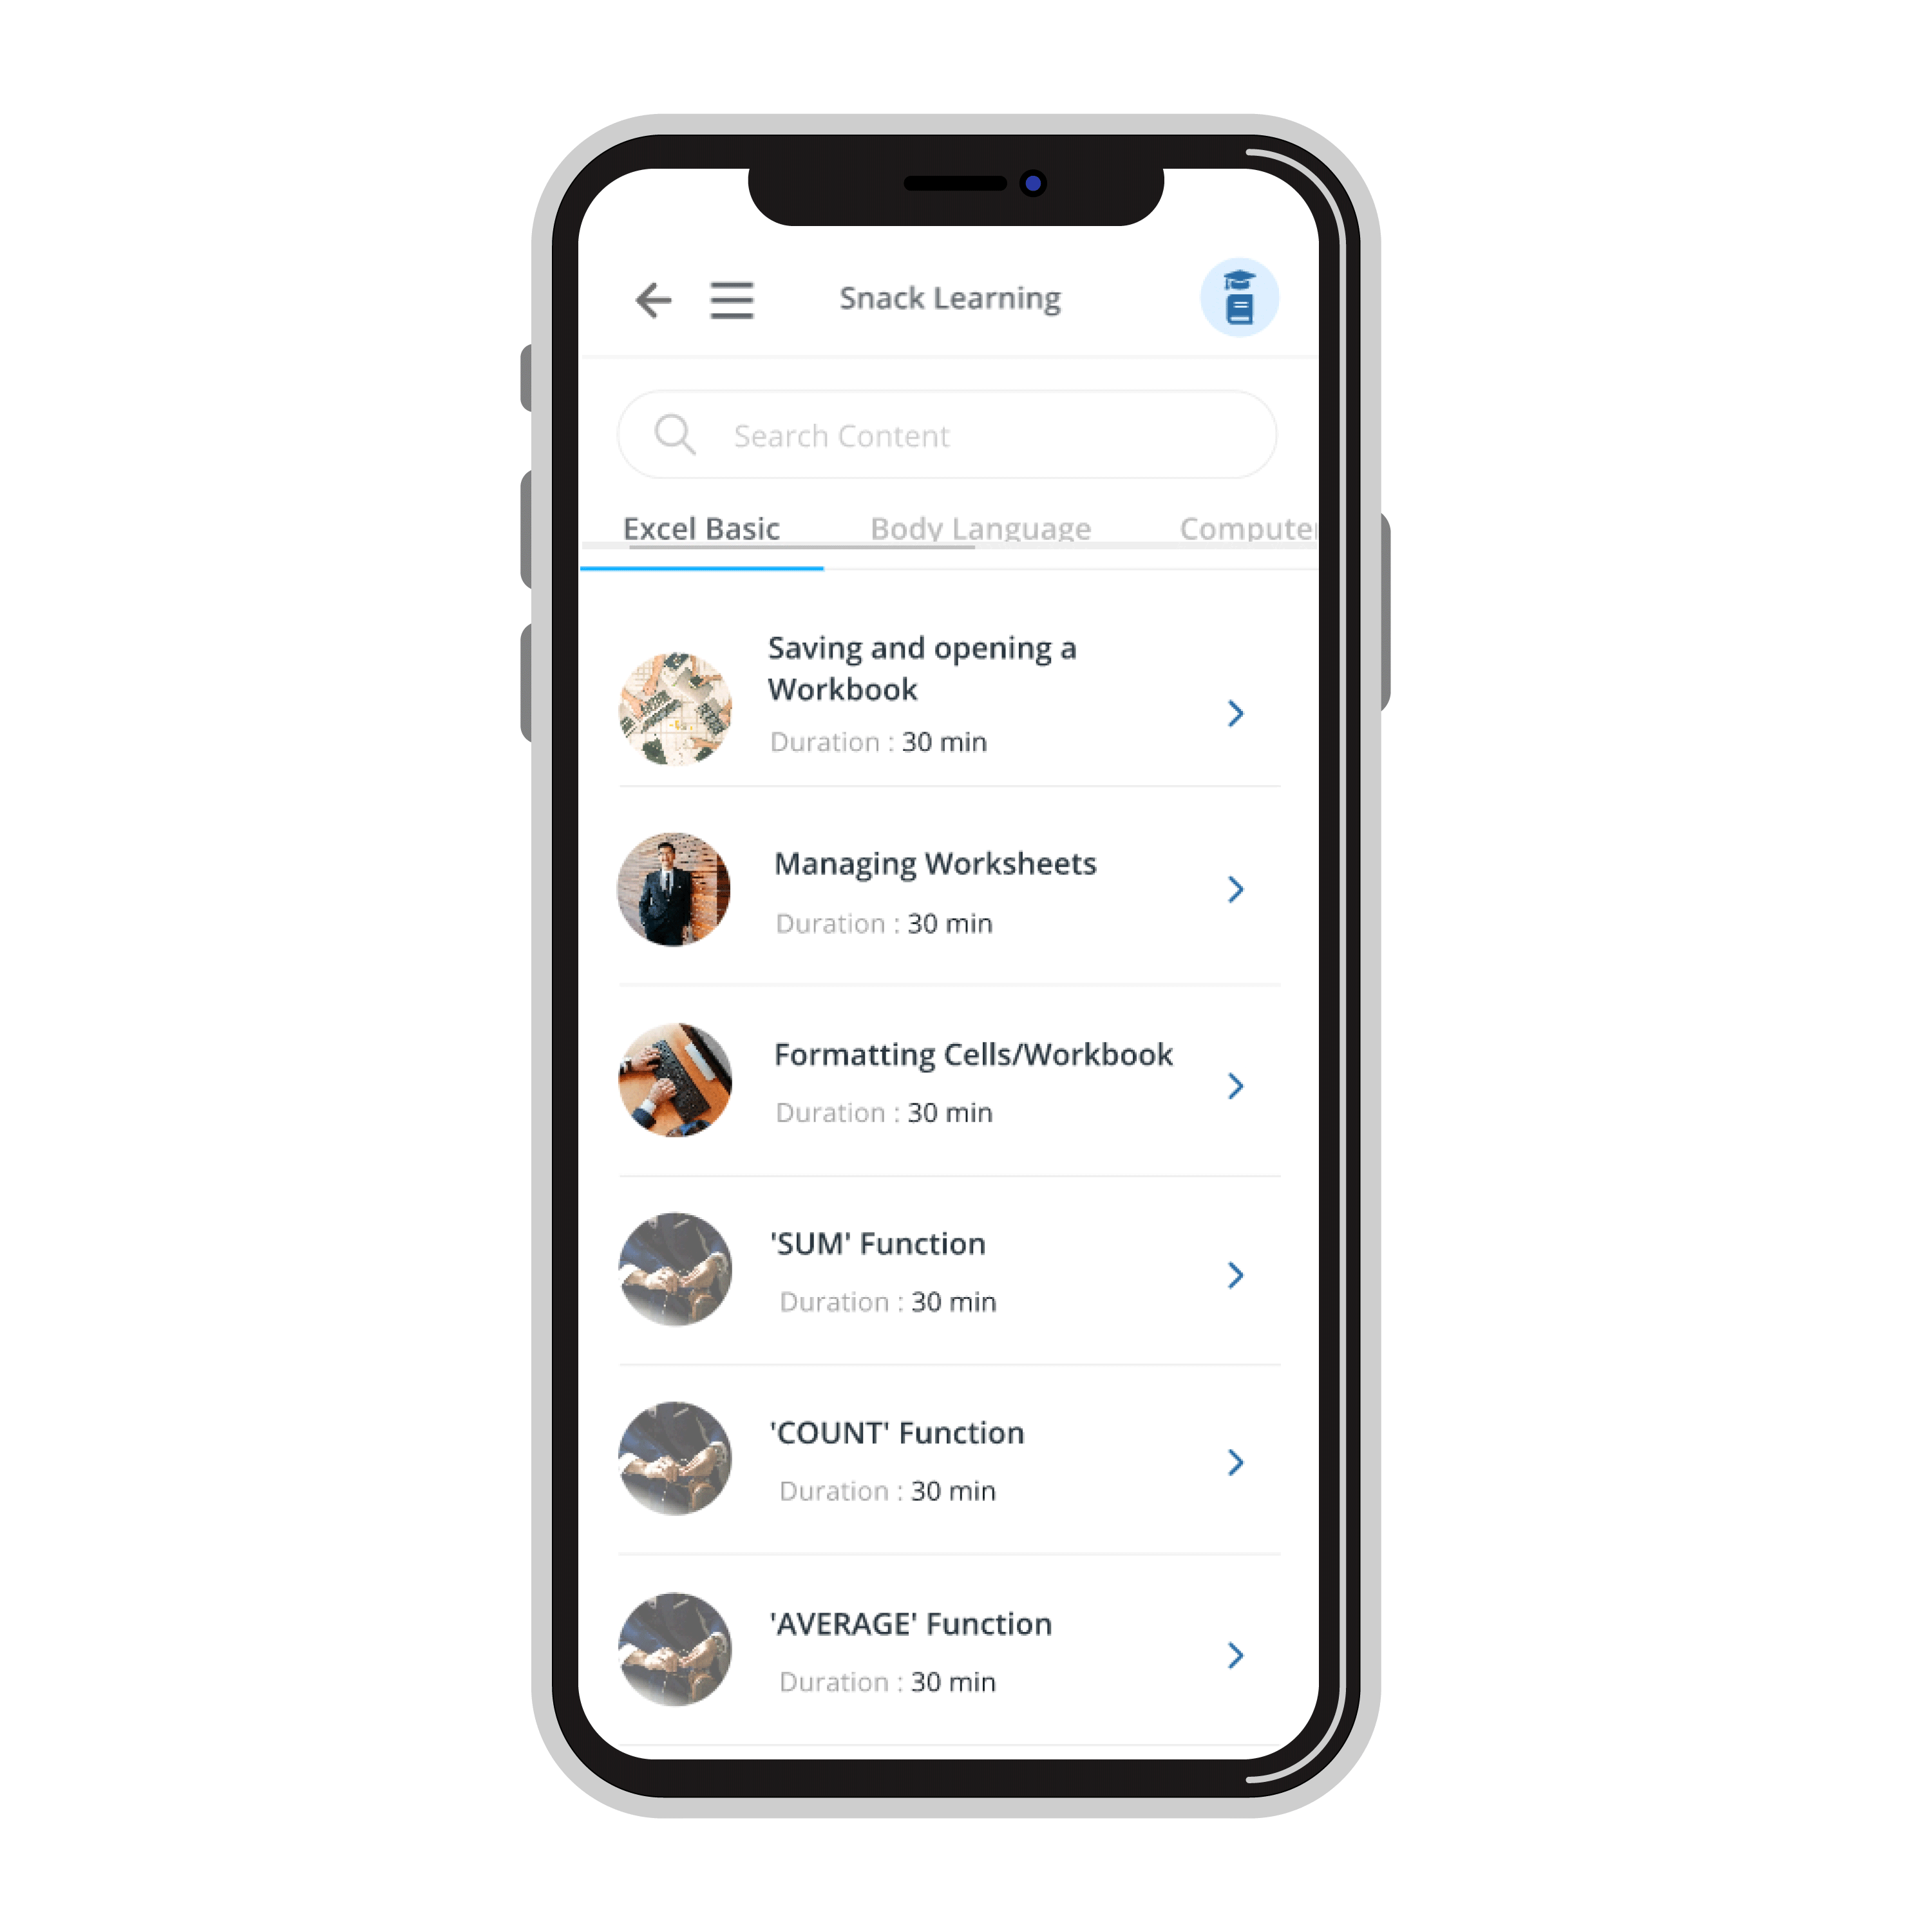 Snack Learning
Search Content
Excel Basic Body Language Computer
Saving and opening a
Workbook
Duration : 30 min
Managing Worksheets
Duration : 30 min
Formatting Cells/Workbook
Duration : 30 min
'SUM' Function
Duration : 30 min
'COUNT' Function
Duration : 30 min
'AVERAGE' Function
Duration : 30 min